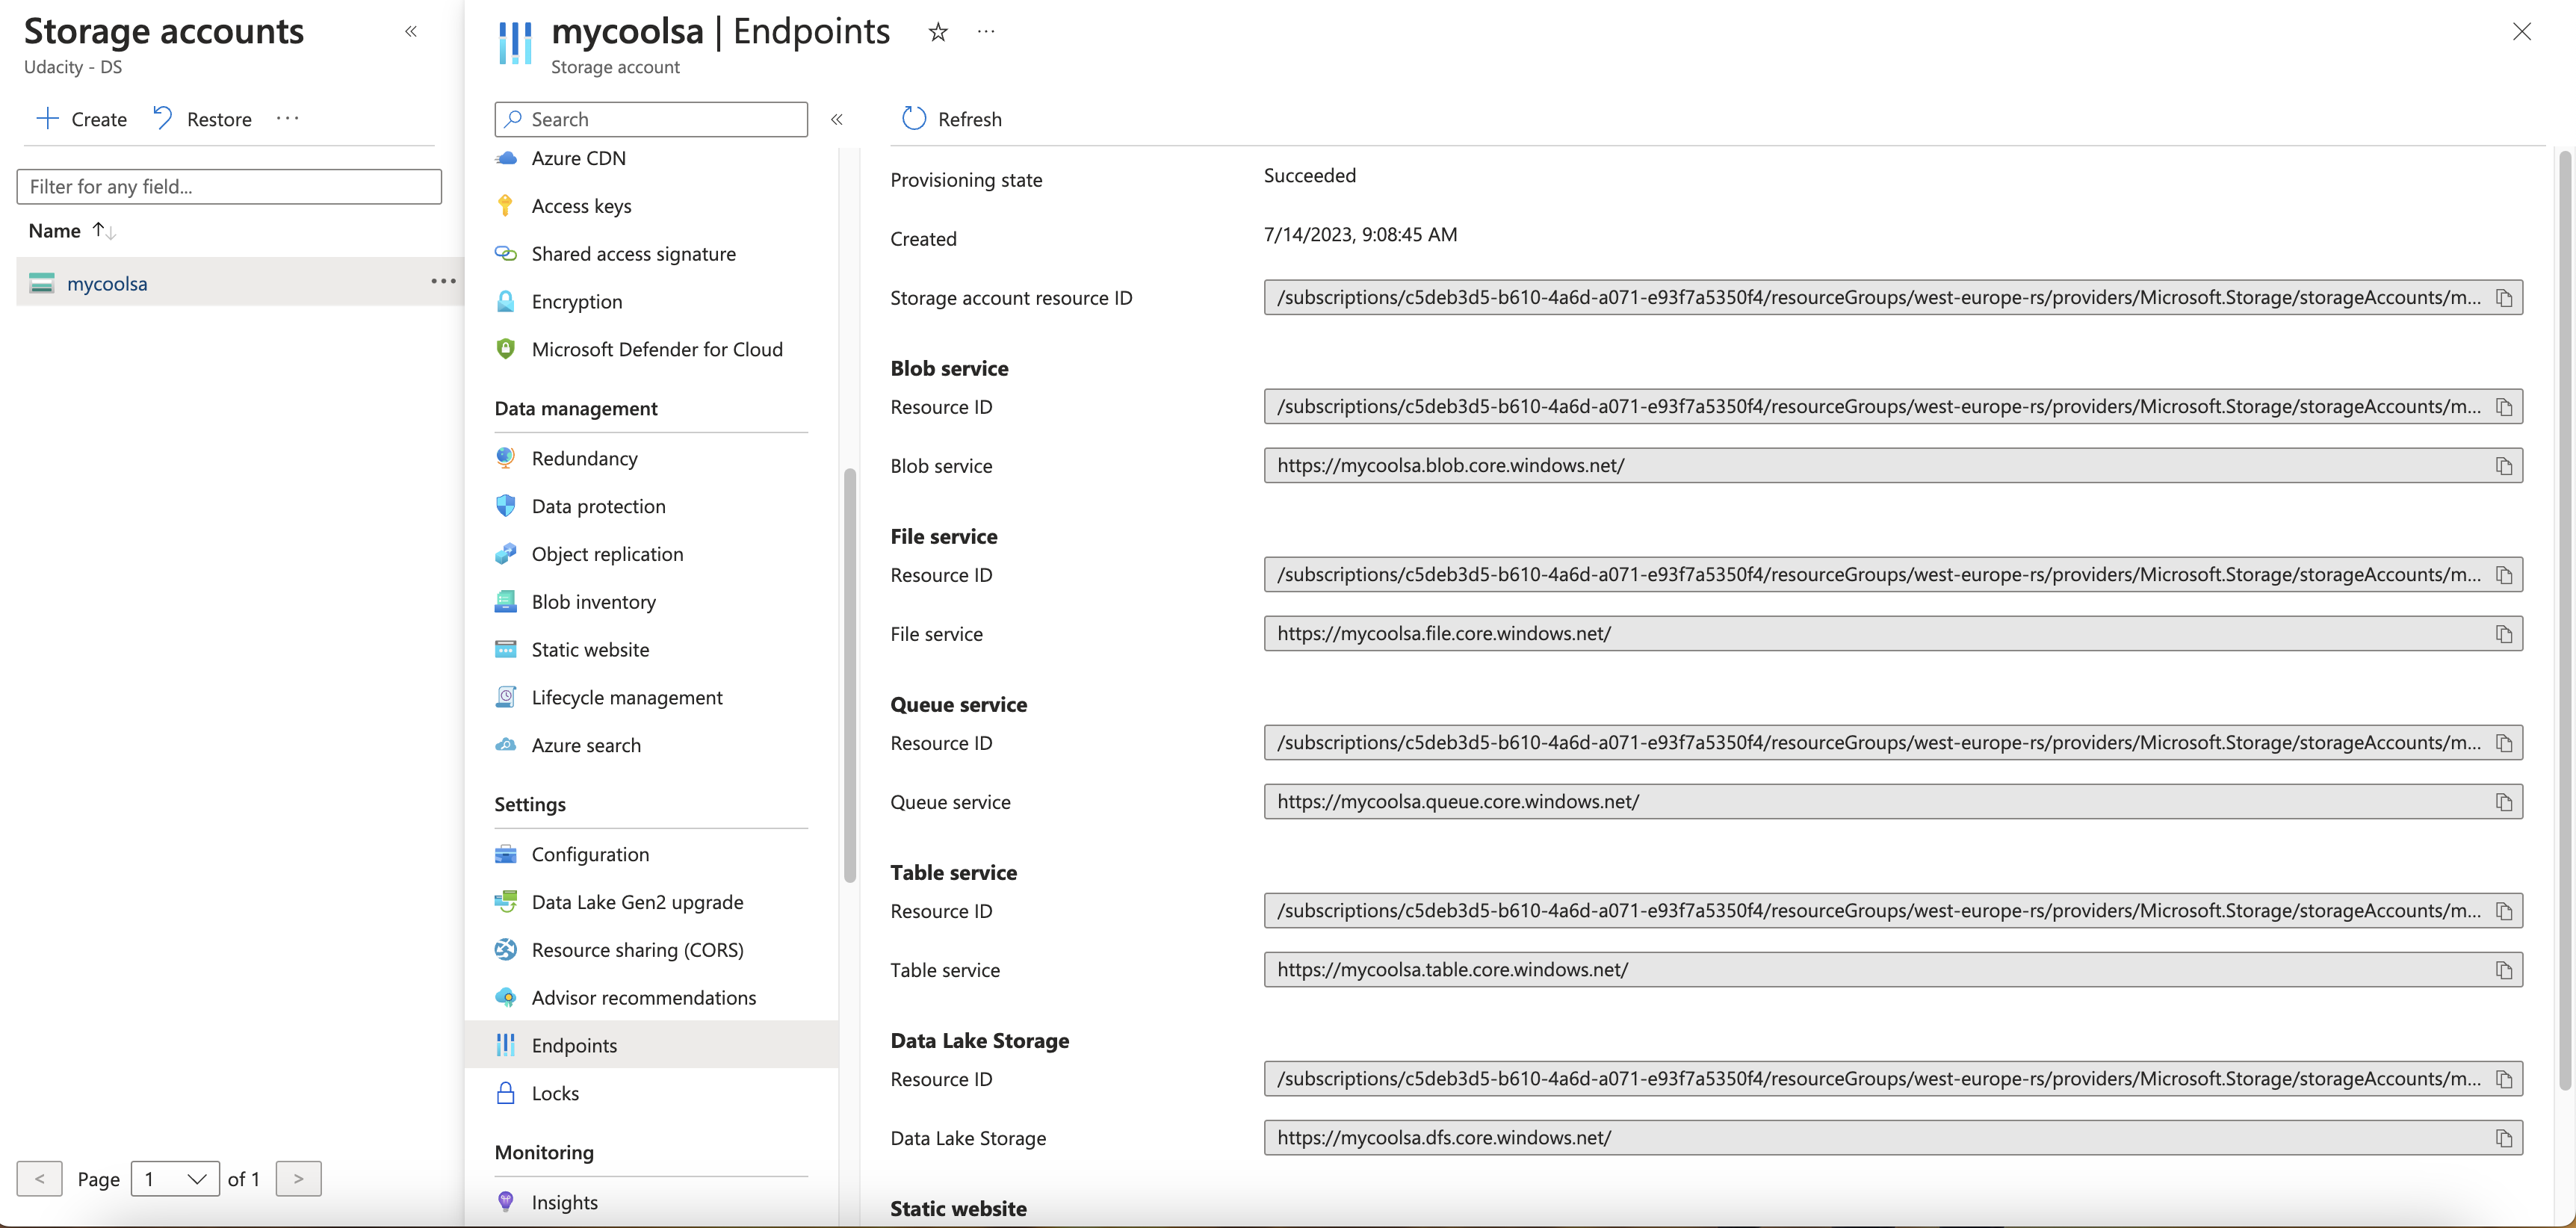 Storage accounts
«
Udacity - DS
Create
Restore
···
Filter for any field...
Name ↑↓
mycoolsa
•••
<
Page
1
of 1
>
mycoolsa | Endpoints
···
Storage account
Search
«
Azure CDN
Access keys
Shared access signature
Encryption
Microsoft Defender for Cloud
Data management
Redundancy
Data protection
Object replication
Blob inventory
Static website
Lifecycle management
Azure search
Settings
Configuration
Data Lake Gen2 upgrade
Resource sharing (CORS)
Advisor recommendations
Endpoints
Locks
Monitoring
Insights
Refresh
Provisioning state
Succeeded
Created
7/14/2023, 9:08:45 AM
Storage account resource ID
/subscriptions/c5deb3d5-b610-4a6d-a071-e93f7a5350f4/resourceGroups/west-europe-rs/providers/Microsoft.Storage/storageAccounts/m...
Blob service
Resource ID
/subscriptions/c5deb3d5-b610-4a6d-a071-e93f7a5350f4/resourceGroups/west-europe-rs/providers/Microsoft.Storage/storageAccounts/m...
Blob service
https://mycoolsa.blob.core.windows.net/
File service
Resource ID
/subscriptions/c5deb3d5-b610-4a6d-a071-e93f7a5350f4/resourceGroups/west-europe-rs/providers/Microsoft.Storage/storageAccounts/m...
File service
https://mycoolsa.file.core.windows.net/
Queue service
Resource ID
/subscriptions/c5deb3d5-b610-4a6d-a071-e93f7a5350f4/resourceGroups/west-europe-rs/providers/Microsoft.Storage/storageAccounts/m...
Queue service
https://mycoolsa.queue.core.windows.net/
Table service
Resource ID
/subscriptions/c5deb3d5-b610-4a6d-a071-e93f7a5350f4/resourceGroups/west-europe-rs/providers/Microsoft.Storage/storageAccounts/m...
Table service
https://mycoolsa.table.core.windows.net/
Data Lake Storage
Resource ID
/subscriptions/c5deb3d5-b610-4a6d-a071-e93f7a5350f4/resourceGroups/west-europe-rs/providers/Microsoft.Storage/storageAccounts/m...
Data Lake Storage
https://mycoolsa.dfs.core.windows.net/
Static website